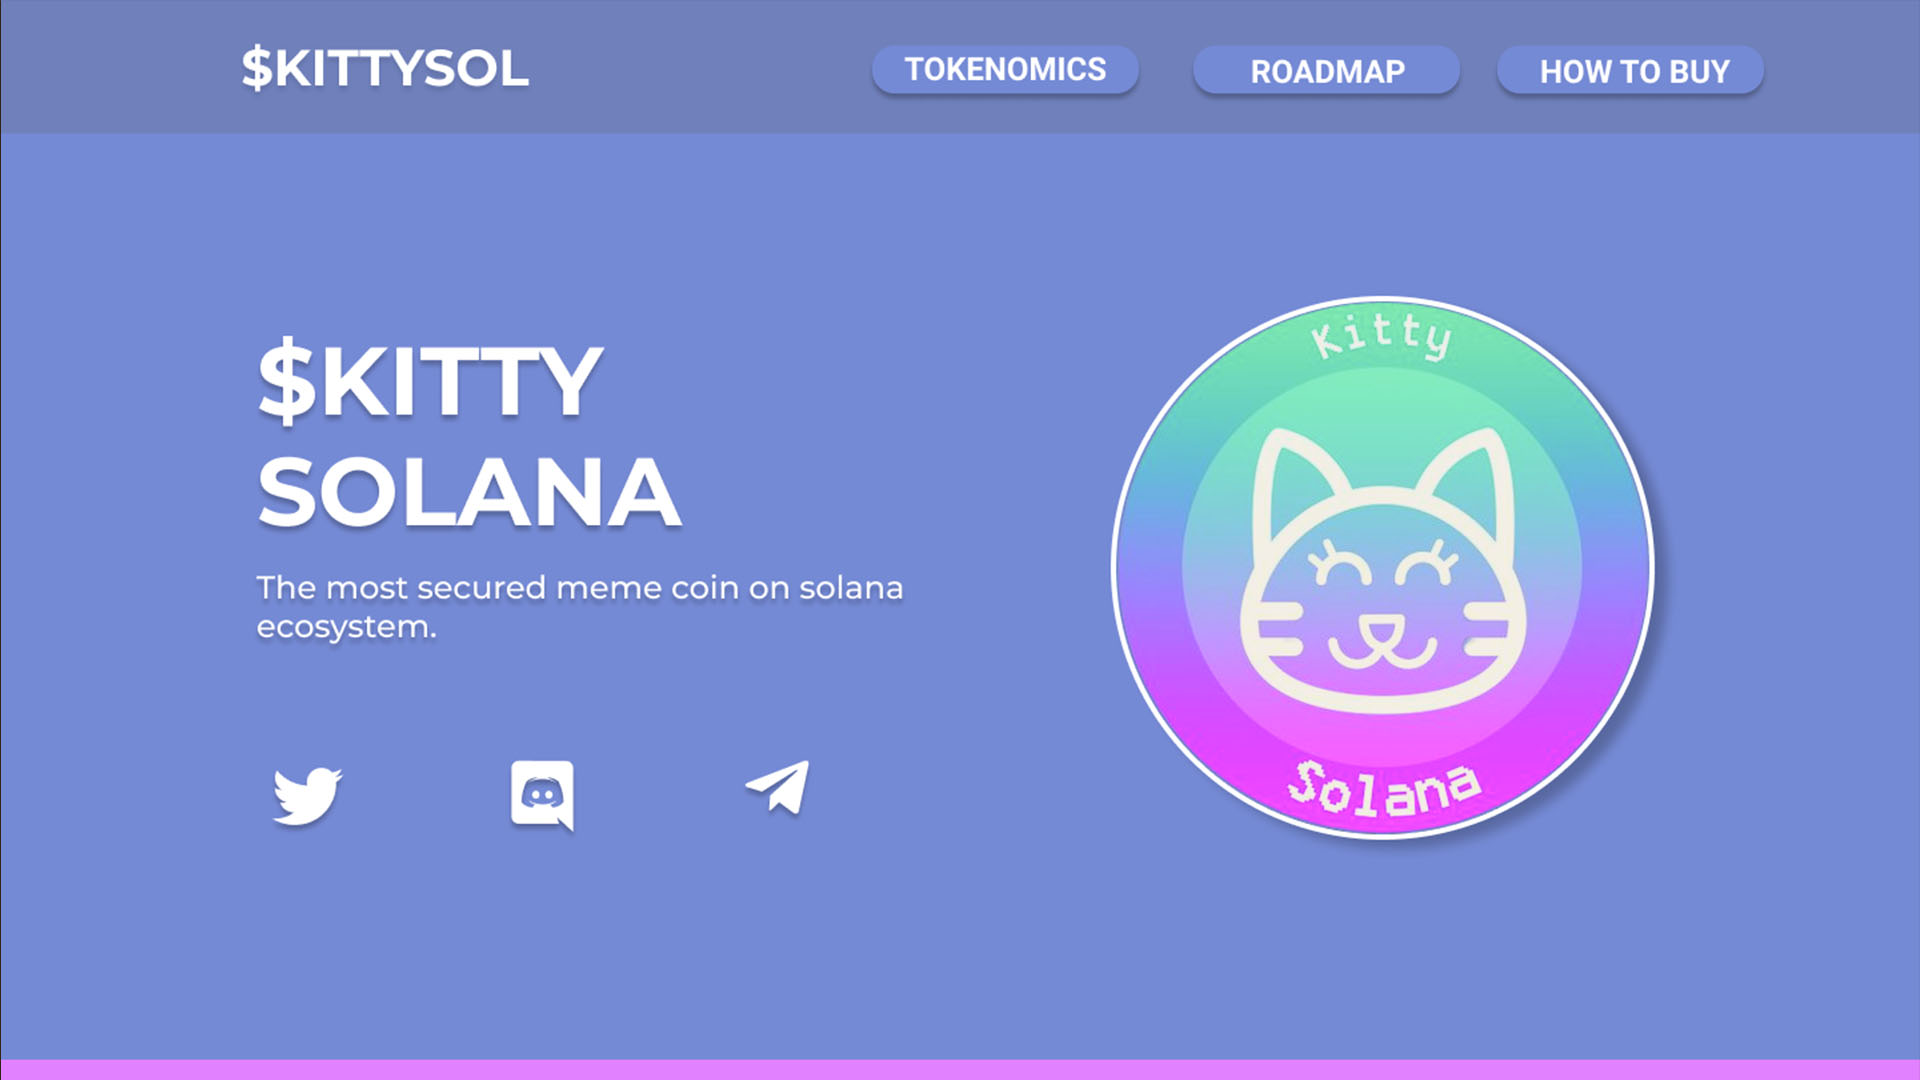 $KITTYSOL
TOKENOMICS
ROADMAP
HOW TO BUY
$KITTY
SOLANA
The most secured meme coin on solana
ecosystem.
Kitty
Solana